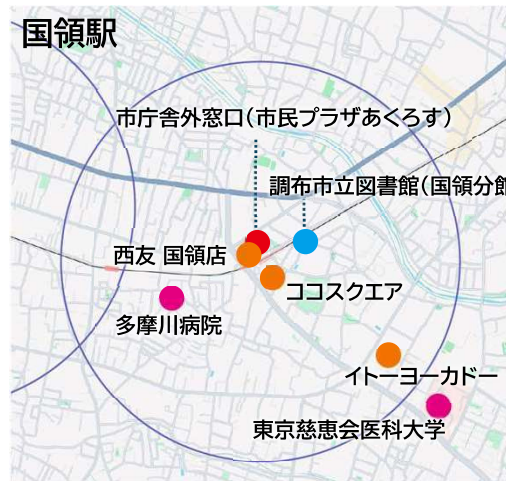 国領駅
市庁舎外窓口(市民プラザあくろす)
調布市立図書館(国領分館
西友 国領店
ココスクエア
多摩川病院
イトーヨーカドー
東京慈恵会医科大学